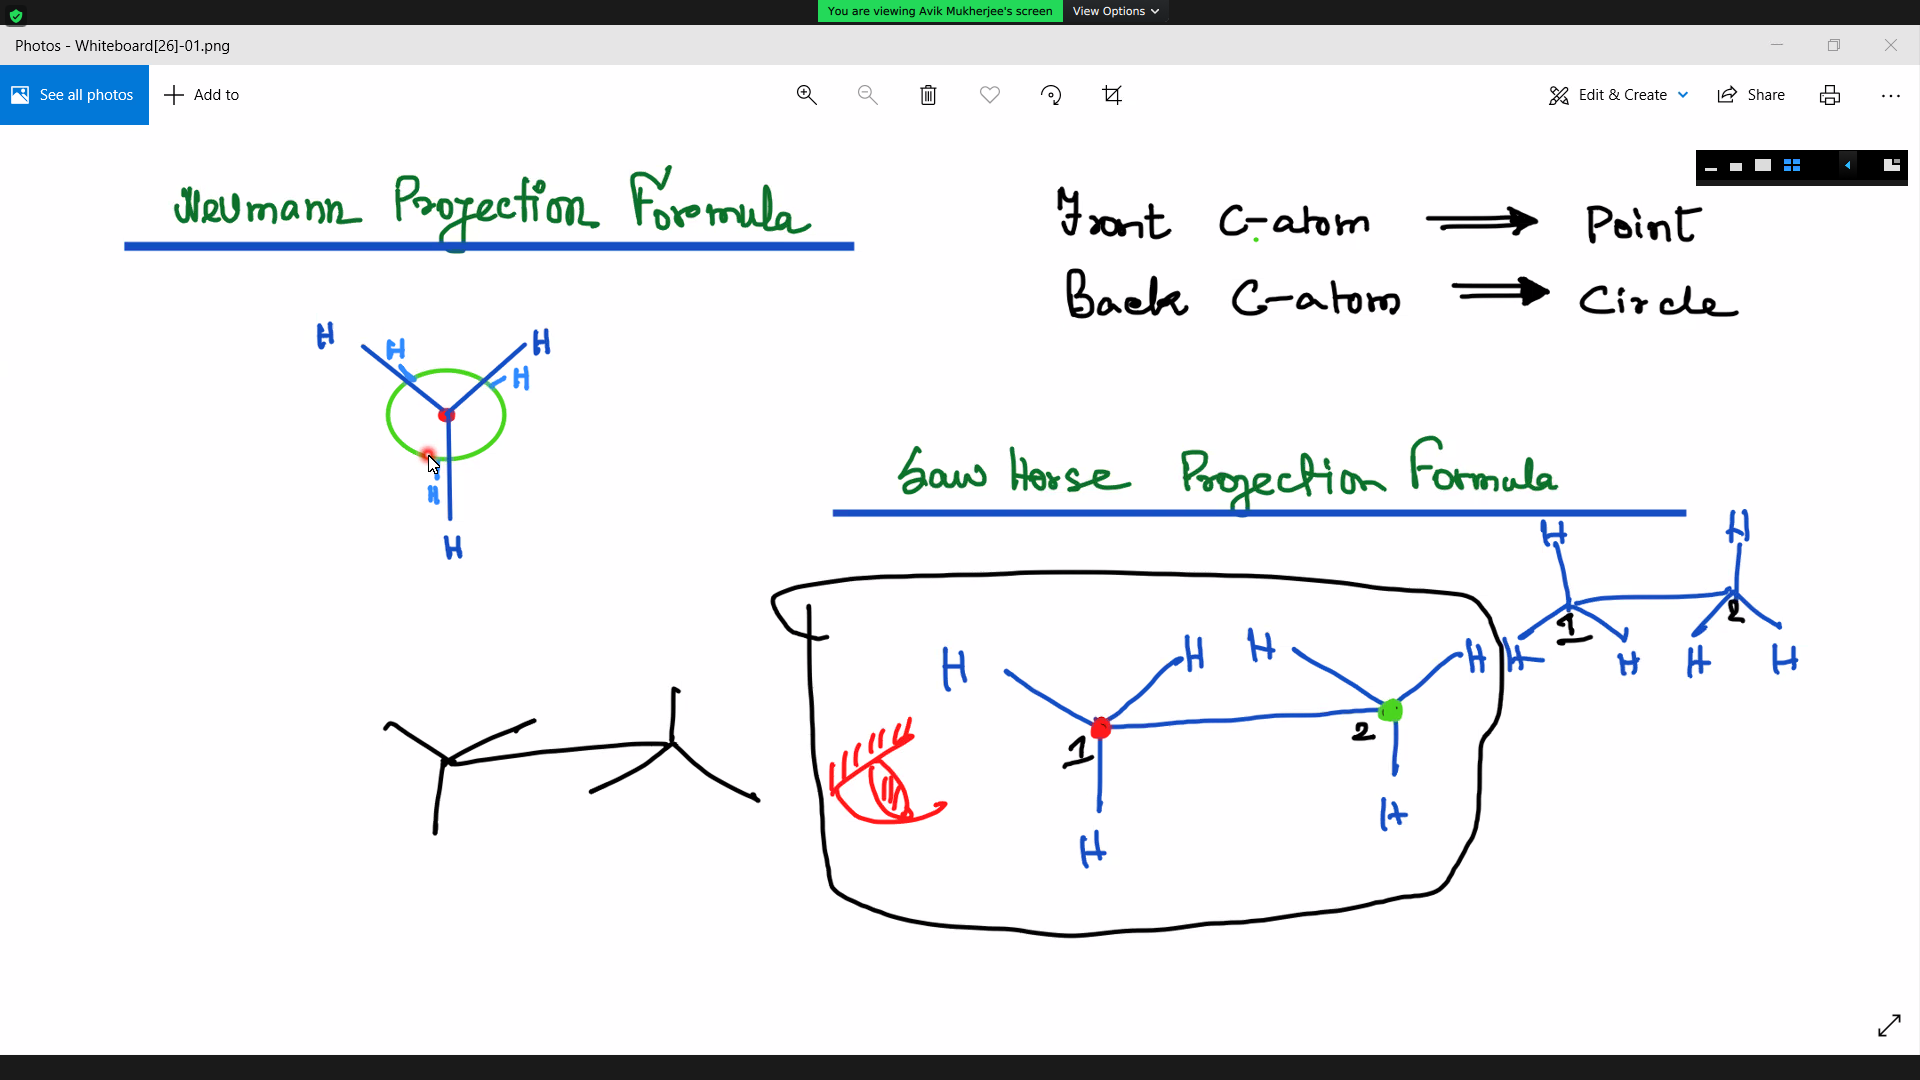 You are viewing Avik Mukherjee's screen View Options
Photos - Whiteboard[26]-01.png
See all photos Add to Edit & Create Share
Neumann Projection Formula
Front C-atom ⟹ Point
Back C-atom ⟹ Circle
H H H H
H
H
Saw Horse Projection Formula
H H
1 2
H H H H
H H H H
1 2
H H